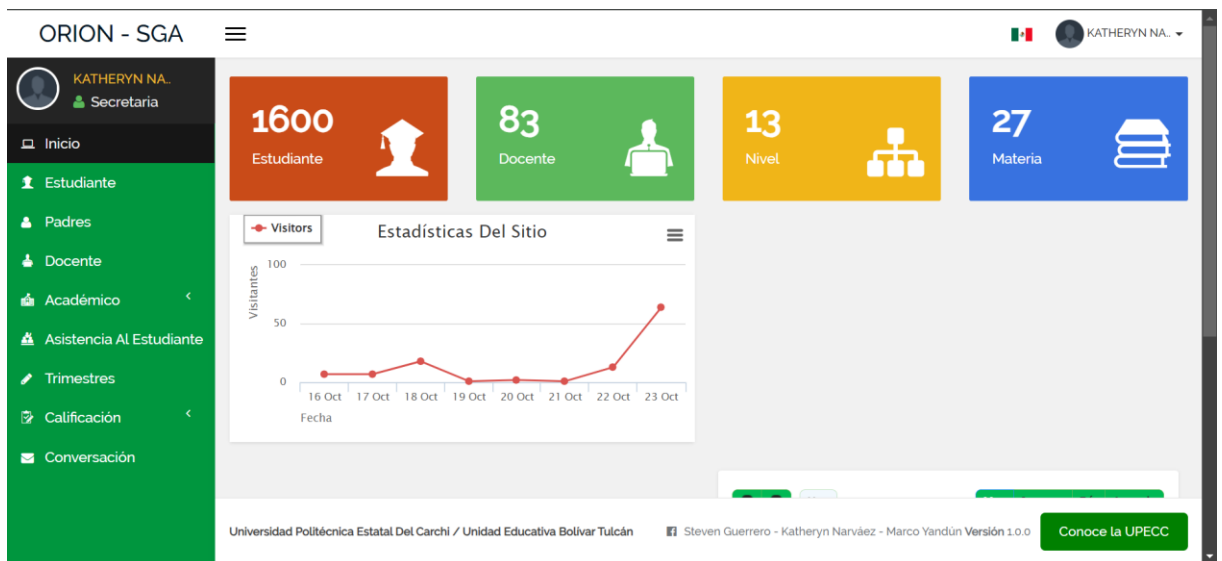 ORION - SGA
KATHERYN NA..
KATHERYN NA..
Secretaria
Inicio
Estudiante
Padres
Docente
Académico
Asistencia Al Estudiante
Trimestres
Calificación
Conversación
1600
Estudiante
83
Docente
13
Nivel
27
Materia
Visitors
Estadísticas Del Sitio
Visitantes
100
50
0
16 Oct 17 Oct 18 Oct 19 Oct 20 Oct 21 Oct 22 Oct 23 Oct
Fecha
Universidad Politécnica Estatal Del Carchi / Unidad Educativa Bolívar Tulcán
Steven Guerrero - Katheryn Narváez - Marco Yandún Versión 1.0.0
Conoce la UPECC